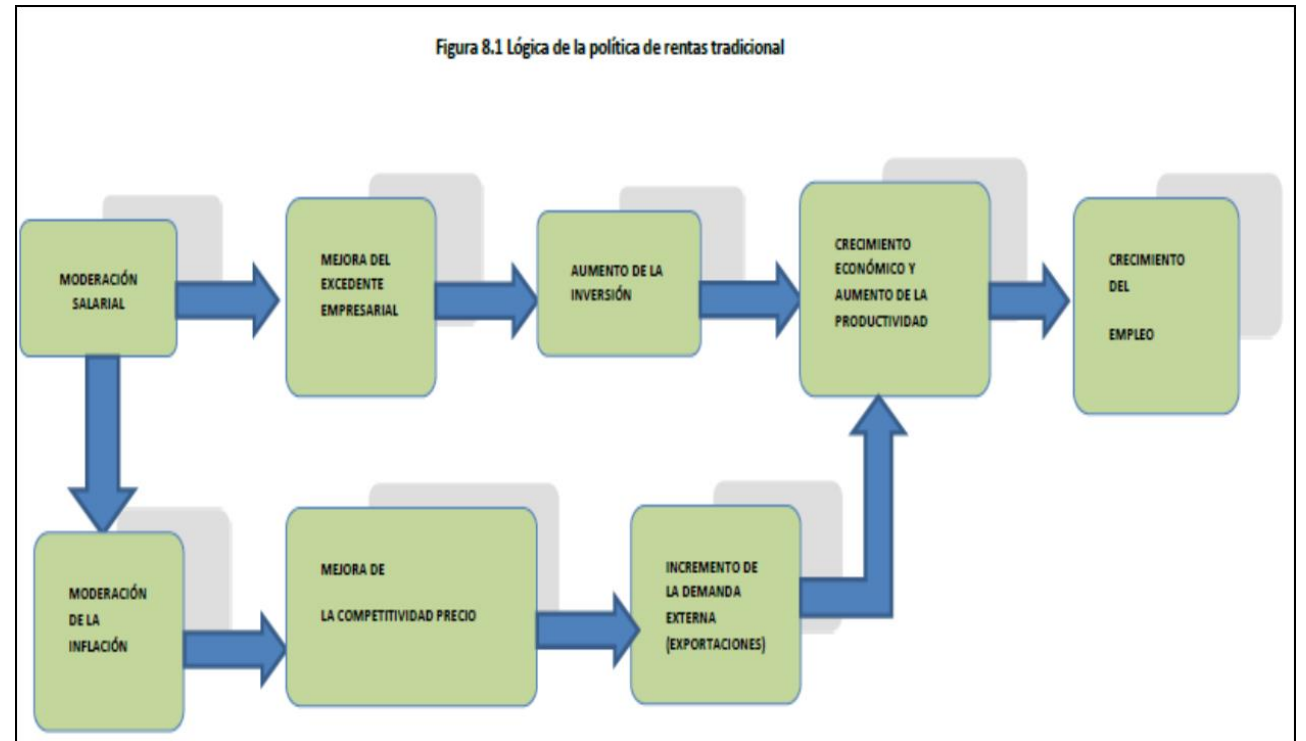 Figura 8.1 Lógica de la política de rentas tradicional
MODERACIÓN
SALARIAL
MEJORA DEL
EXCEDENTE
EMPRESARIAL
AUMENTO DE LA
INVERSIÓN
CRECIMIENTO
ECONÓMICO Y
AUMENTO DE LA
PRODUCTIVIDAD
CRECIMIENTO
DEL
EMPLEO
MODERACIÓN
DE LA
INFLACIÓN
MEJORA DE
LA COMPETITIVIDAD PRECIO
INCREMENTO DE
LA DEMANDA
EXTERNA
(EXPORTACIONES)